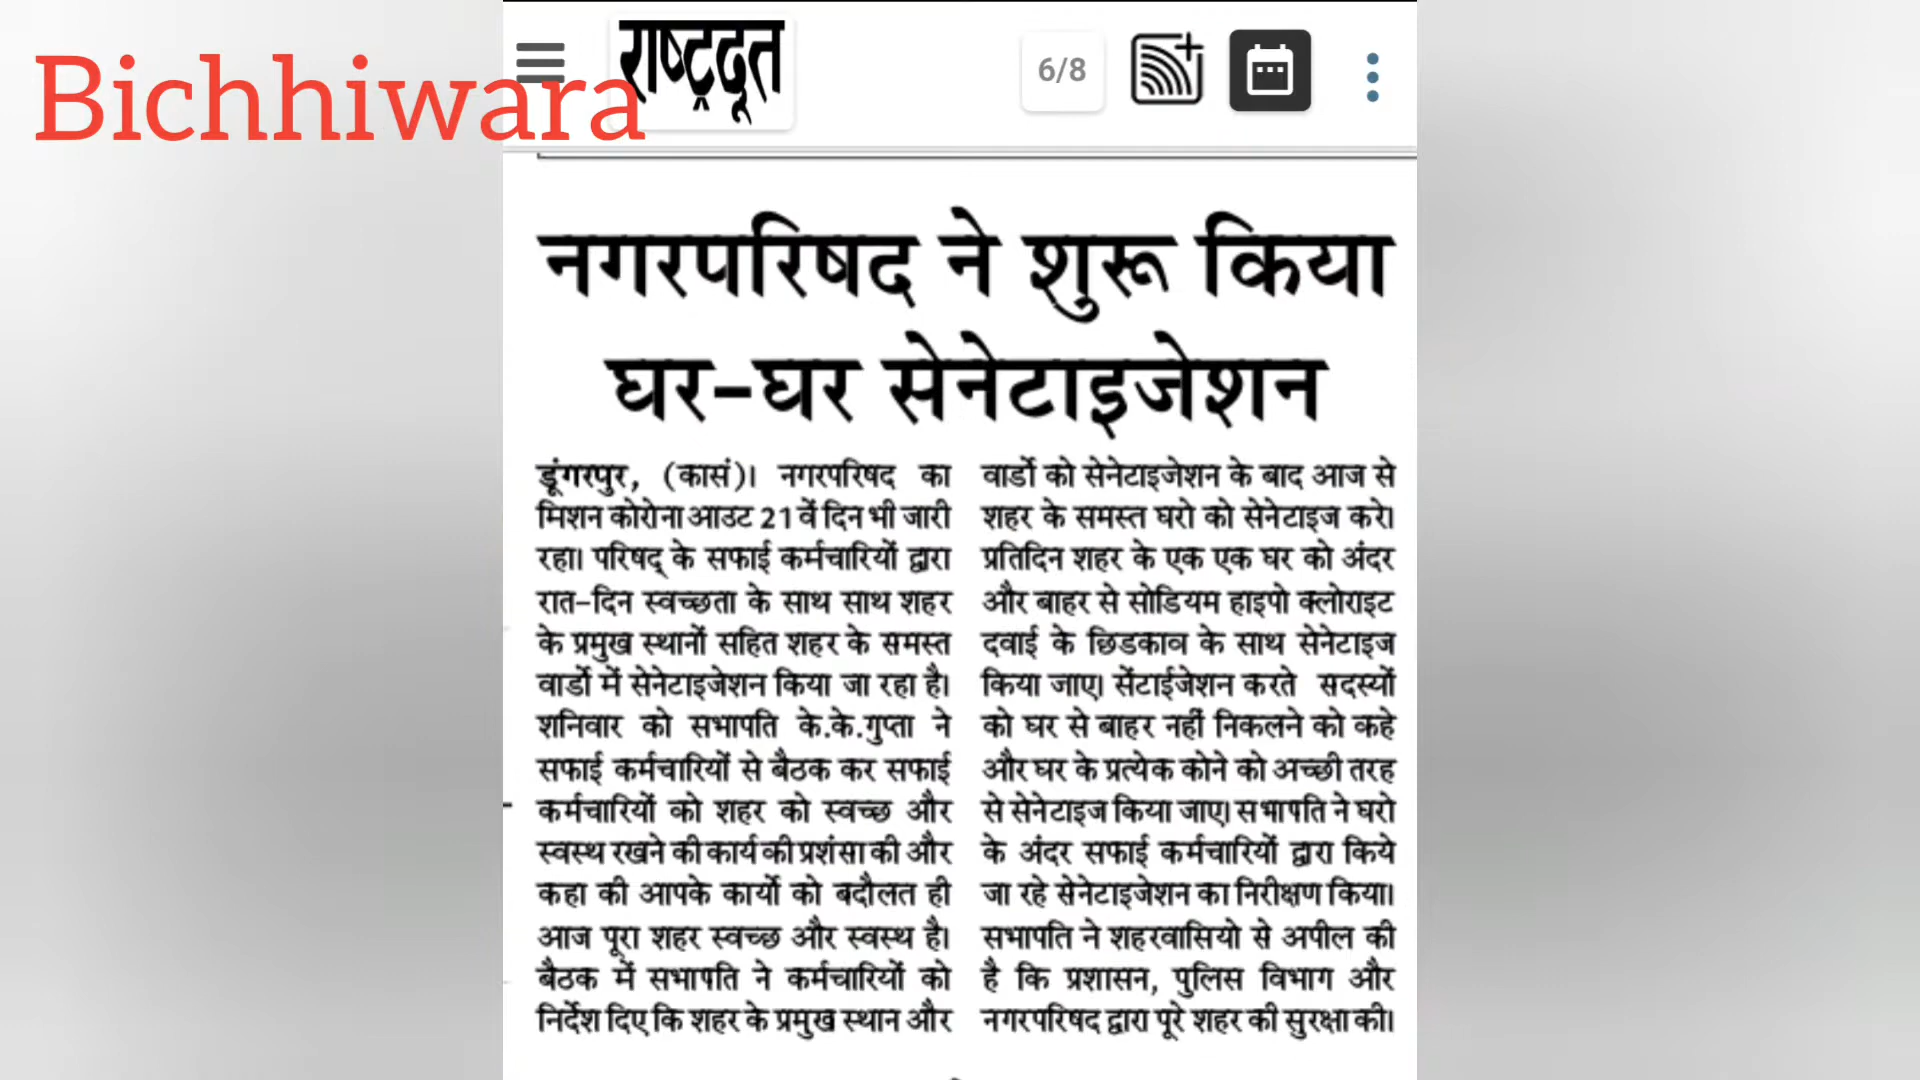 Bichhiwara
राष्ट्रदूत
6/8
नगरपरिषद ने शुरू किया
घर-घर सेनेटाइजेशन
डूंगरपुर, (कासं)। नगरपरिषद का
मिशन कोरोना आउट 21 वें दिन भी जारी
रहा। परिषद् के सफाई कर्मचारियों द्वारा
रात-दिन स्वच्छता के साथ साथ शहर
के प्रमुख स्थानों सहित शहर के समस्त
वार्डो में सेनेटाइजेशन किया जा रहा है।
शनिवार को सभापति के.के.गुप्ता ने
सफाई कर्मचारियों से बैठक कर सफाई
कर्मचारियों को शहर को स्वच्छ और
स्वस्थ रखने की कार्य की प्रशंसा की और
कहा की आपके कार्यो को बदौलत ही
आज पूरा शहर स्वच्छ और स्वस्थ है।
बैठक में सभापति ने कर्मचारियों को
निर्देश दिए कि शहर के प्रमुख स्थान और
वार्डो को सेनेटाइजेशन के बाद आज से
शहर के समस्त घरो को सेनेटाइज करे।
प्रतिदिन शहर के एक एक घर को अंदर
और बाहर से सोडियम हाइपो क्लोराइट
दवाई के छिडकाव के साथ सेनेटाइज
किया जाए। सेंटाईजेशन करते सदस्यों
को घर से बाहर नहीं निकलने को कहे
और घर के प्रत्येक कोने को अच्छी तरह
से सेनेटाइज किया जाए। सभापति ने घरो
के अंदर सफाई कर्मचारियों द्वारा किये
जा रहे सेनेटाइजेशन का निरीक्षण किया।
सभापति ने शहरवासियो से अपील की
है कि प्रशासन, पुलिस विभाग और
नगरपरिषद द्वारा पूरे शहर की सुरक्षा की।